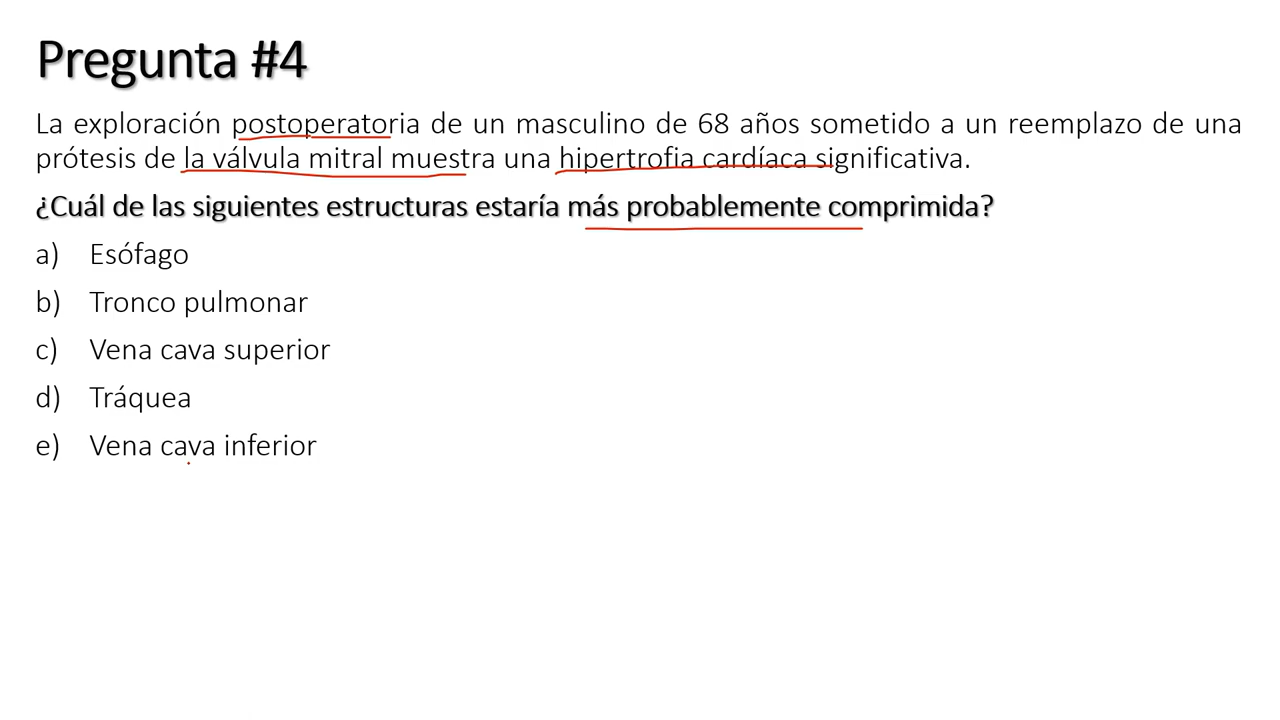 Pregunta #4
La exploración postoperatoria de un masculino de 68 años sometido a un reemplazo de una
prótesis de la válvula mitral muestra una hipertrofia cardíaca significativa.
¿Cuál de las siguientes estructuras estaría más probablemente comprimida?
a) Esófago
b) Tronco pulmonar
c) Vena cava superior
d) Tráquea
e) Vena cava inferior